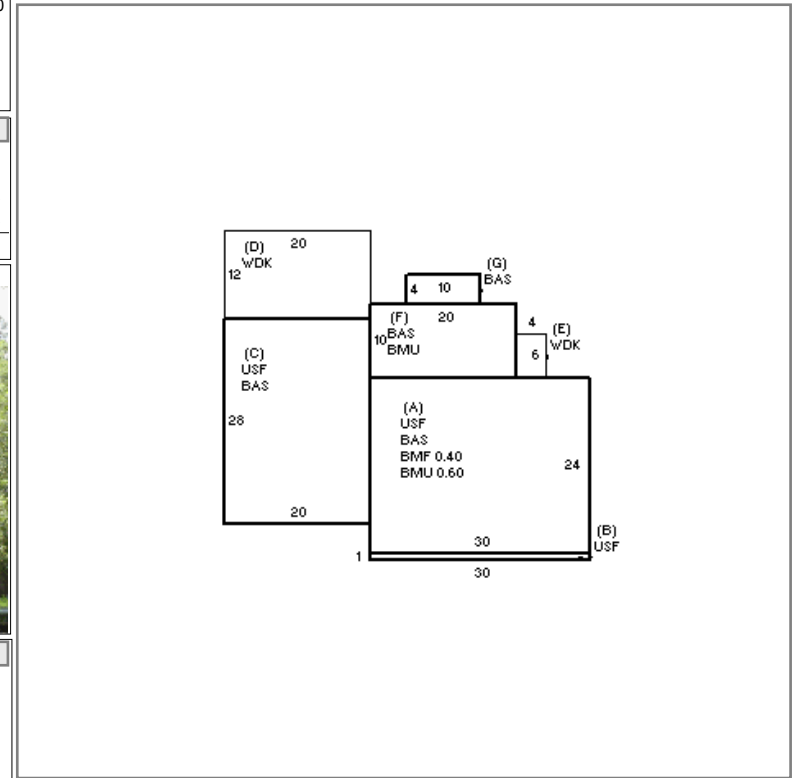 0
(D)
20
WDK
12
(G)
BAS
4
10
(F)
20
BAS
10
BMU
4
(E)
WDK
6
(C)
USF
BAS
28
20
(A)
USF
BAS
BMF 0.40
BMU 0.60
24
30
(B)
USF
1
30